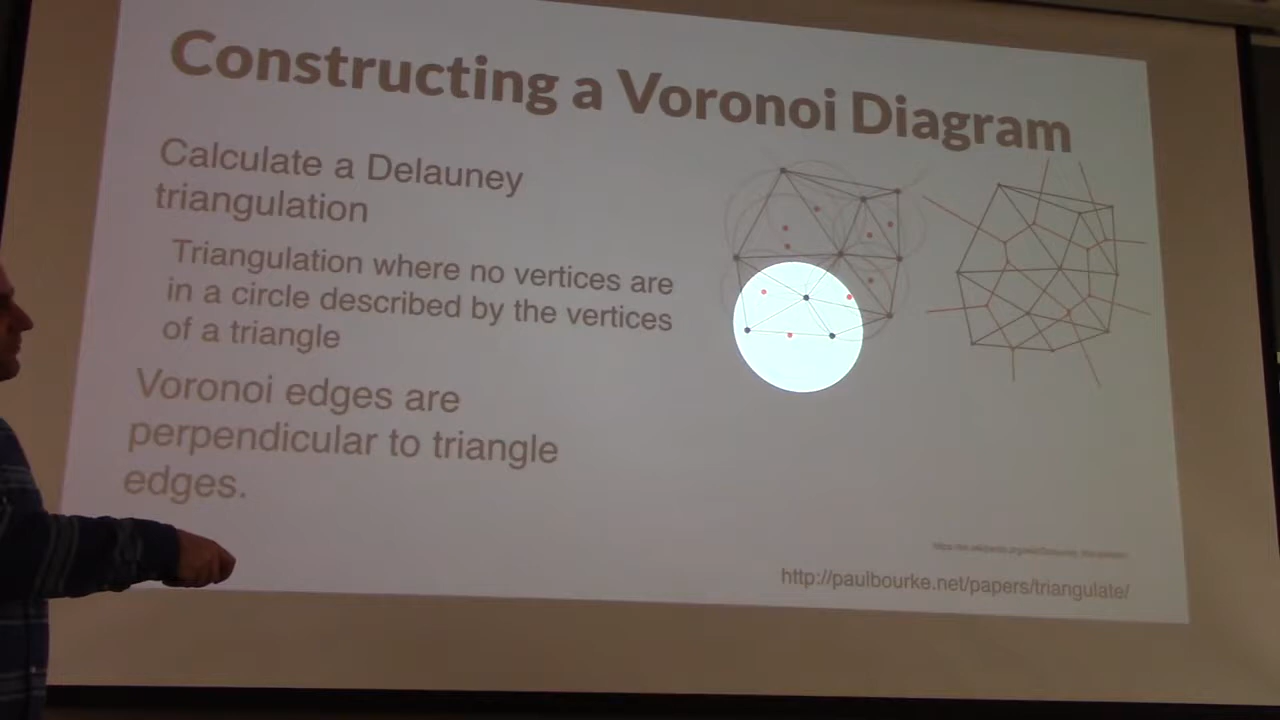 Constructing a Voronoi Diagram
Calculate a Delauney
triangulation
Triangulation where no vertices are
in a circle described by the vertices
of a triangle
Voronoi edges are
perpendicular to triangle
edges.
http://paulbourke.net/papers/triangulate/